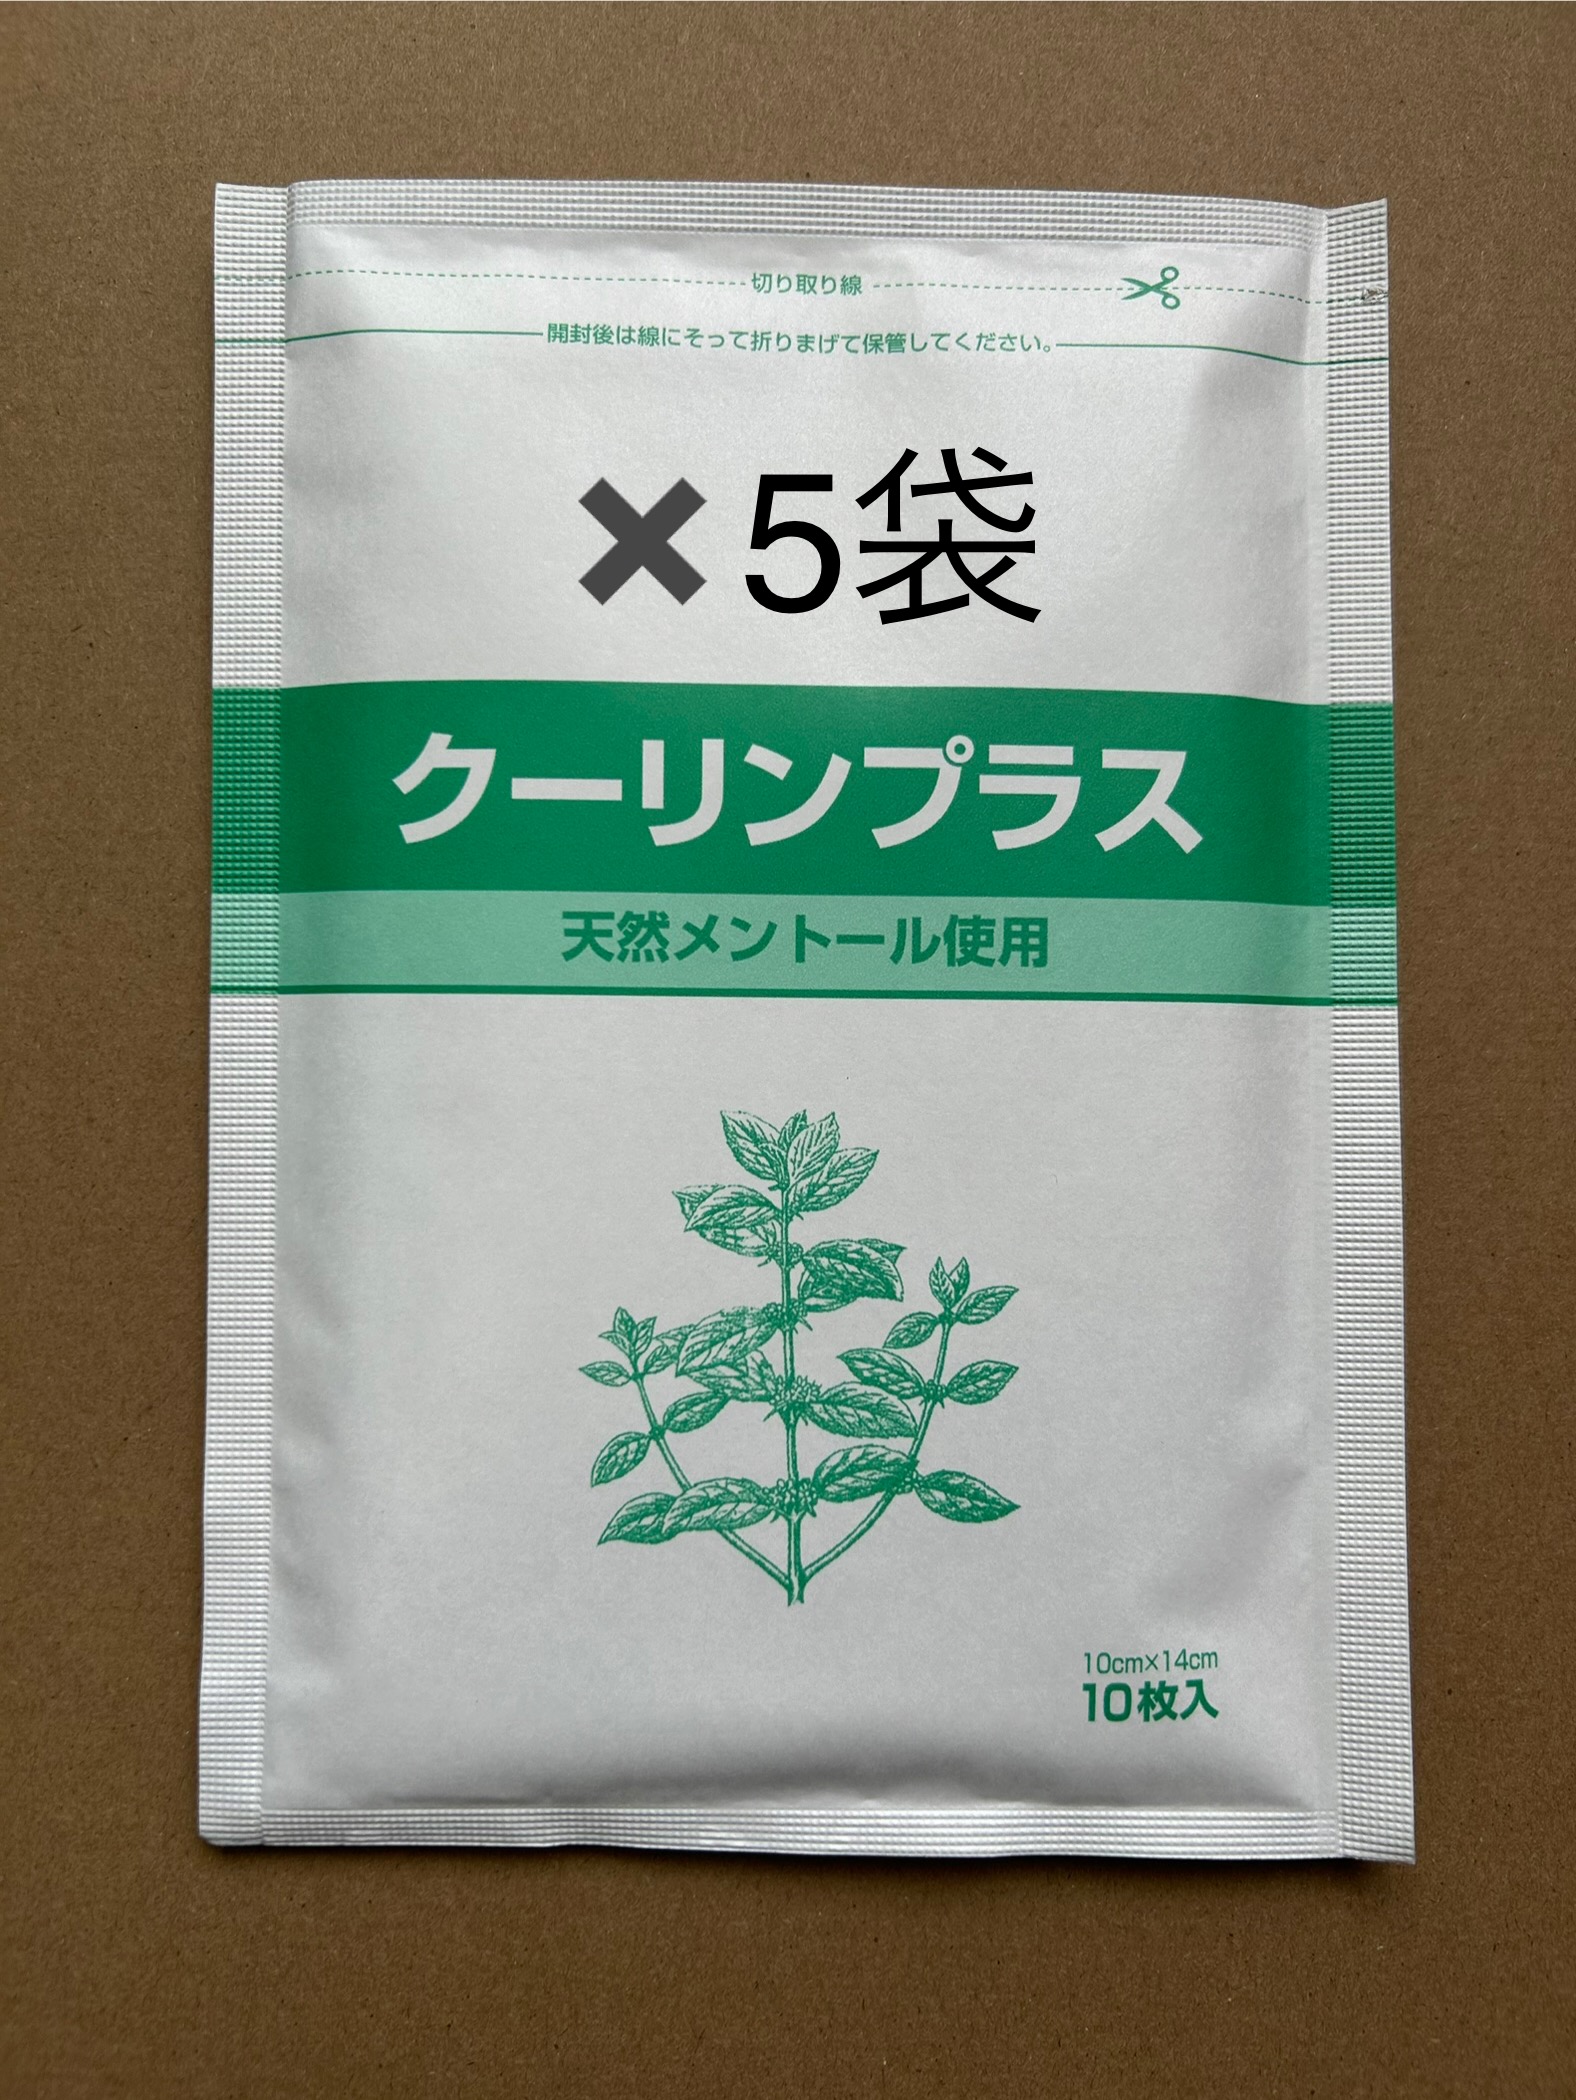 切り取り線
開封後は線にそって折りまげて保管してください。
✖5袋
クーリンプラス
天然メントール使用
10cm×14cm
10枚入